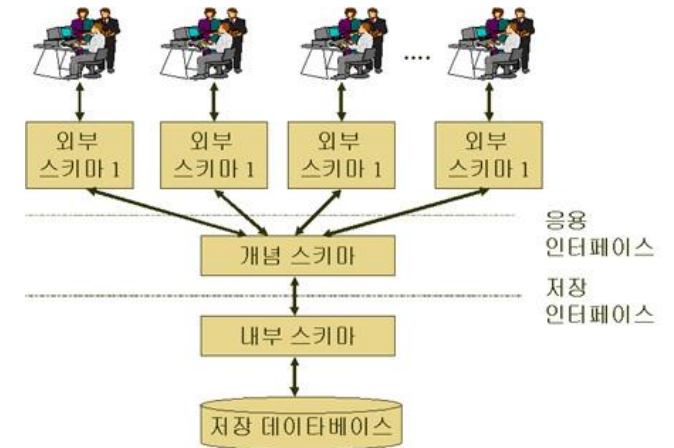 ....
외부
스키마 1
외부
스키마 1
외부
스키마 1
외부
스키마 1
응용
인터페이스
개념 스키마
저장
인터페이스
내부 스키마
저장 데이타베이스